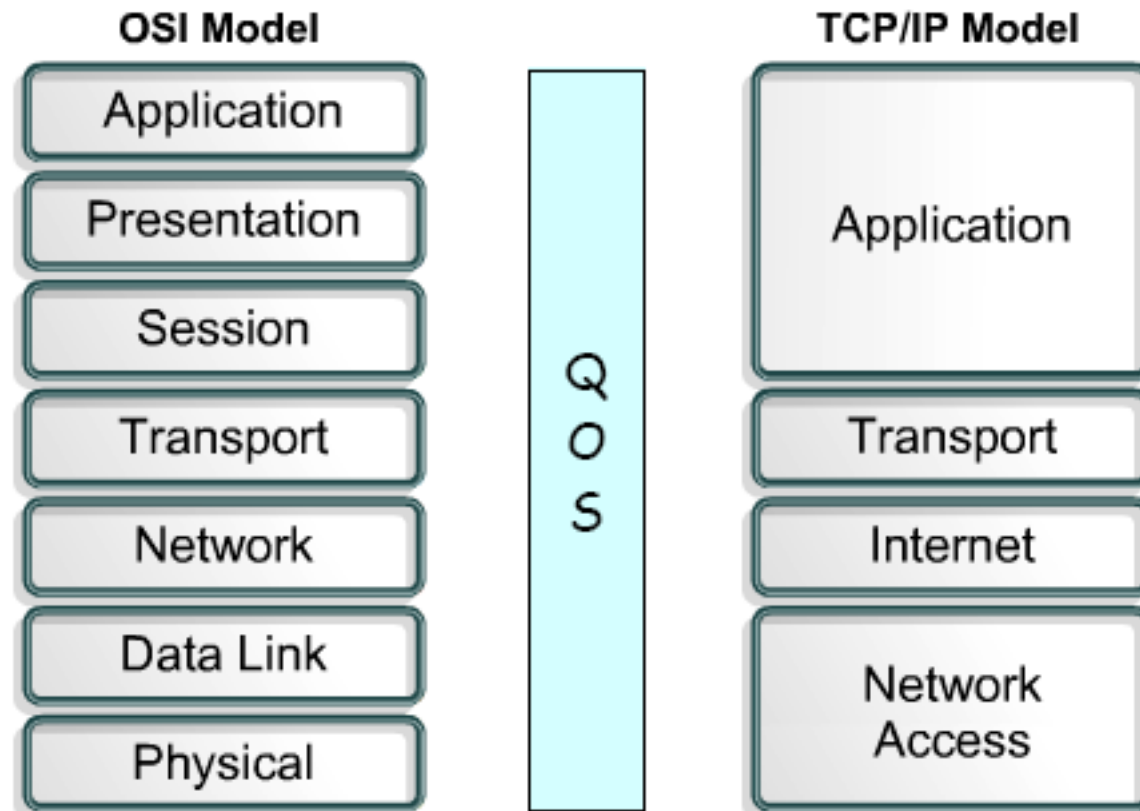 OSI Model
Application
Presentation
Session
Transport
Network
Data Link
Physical
Q
O
S
TCP/IP Model
Application
Transport
Internet
Network
Access